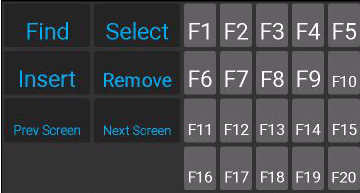 Find Select F1 F2 F3 F4 F5
Insert Remove F6 F7 F8 F9 F10
Prev Screen Next Screen F11 F12 F13 F14 F15
F16 F17 F18 F19 F20